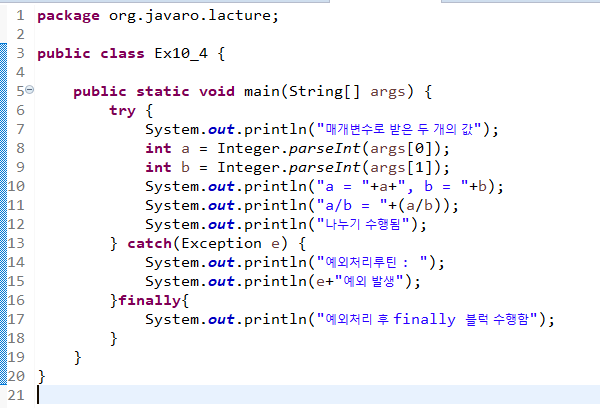 1 package org.javaro.lacture;
2
3 public class Ex10_4 {
4
5 public static void main(String[] args) {
6 try {
7 System.out.println("매개변수로 받은 두 개의 값");
8 int a = Integer.parseInt(args[0]);
9 int b = Integer.parseInt(args[1]);
10 System.out.println("a = "+a+", b = "+b);
11 System.out.println("a/b = "+(a/b));
12 System.out.println("나누기 수행됨");
13 } catch(Exception e) {
14 System.out.println("예외처리루틴 : ");
15 System.out.println(e+"예외 발생");
16 }finally{
17 System.out.println("예외처리 후 finally 블럭 수행함");
18 }
19 }
20 }
21